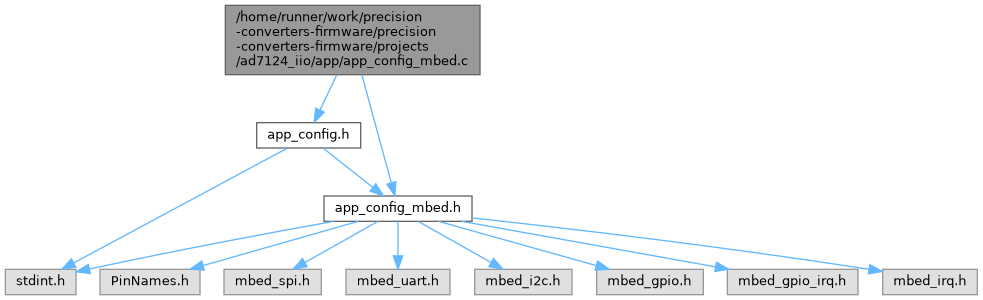 /home/runner/work/precision
-converters-firmware/precision
-converters-firmware/projects
/ad7124_iio/app/app_config_mbed.c
app_config.h
app_config_mbed.h
stdint.h
PinNames.h
mbed_spi.h
mbed_uart.h
mbed_i2c.h
mbed_gpio.h
mbed_gpio_irq.h
mbed_irq.h